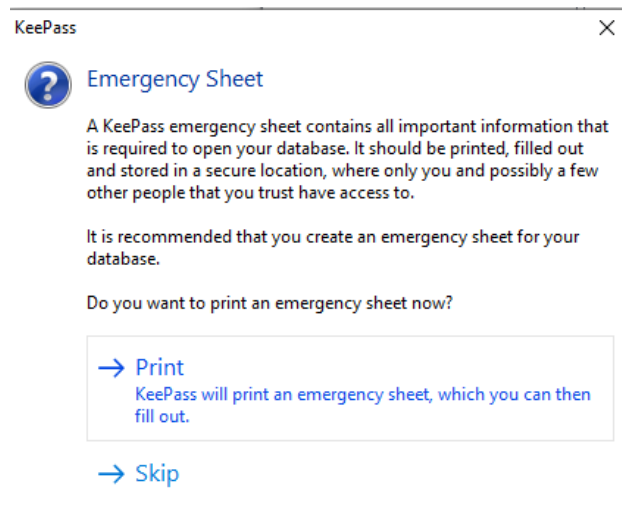 KeePass
Emergency Sheet
A KeePass emergency sheet contains all important information that
is required to open your database. It should be printed, filled out
and stored in a secure location, where only you and possibly a few
other people that you trust have access to.
It is recommended that you create an emergency sheet for your
database.
Do you want to print an emergency sheet now?
Print
KeePass will print an emergency sheet, which you can then
fill out.
Skip